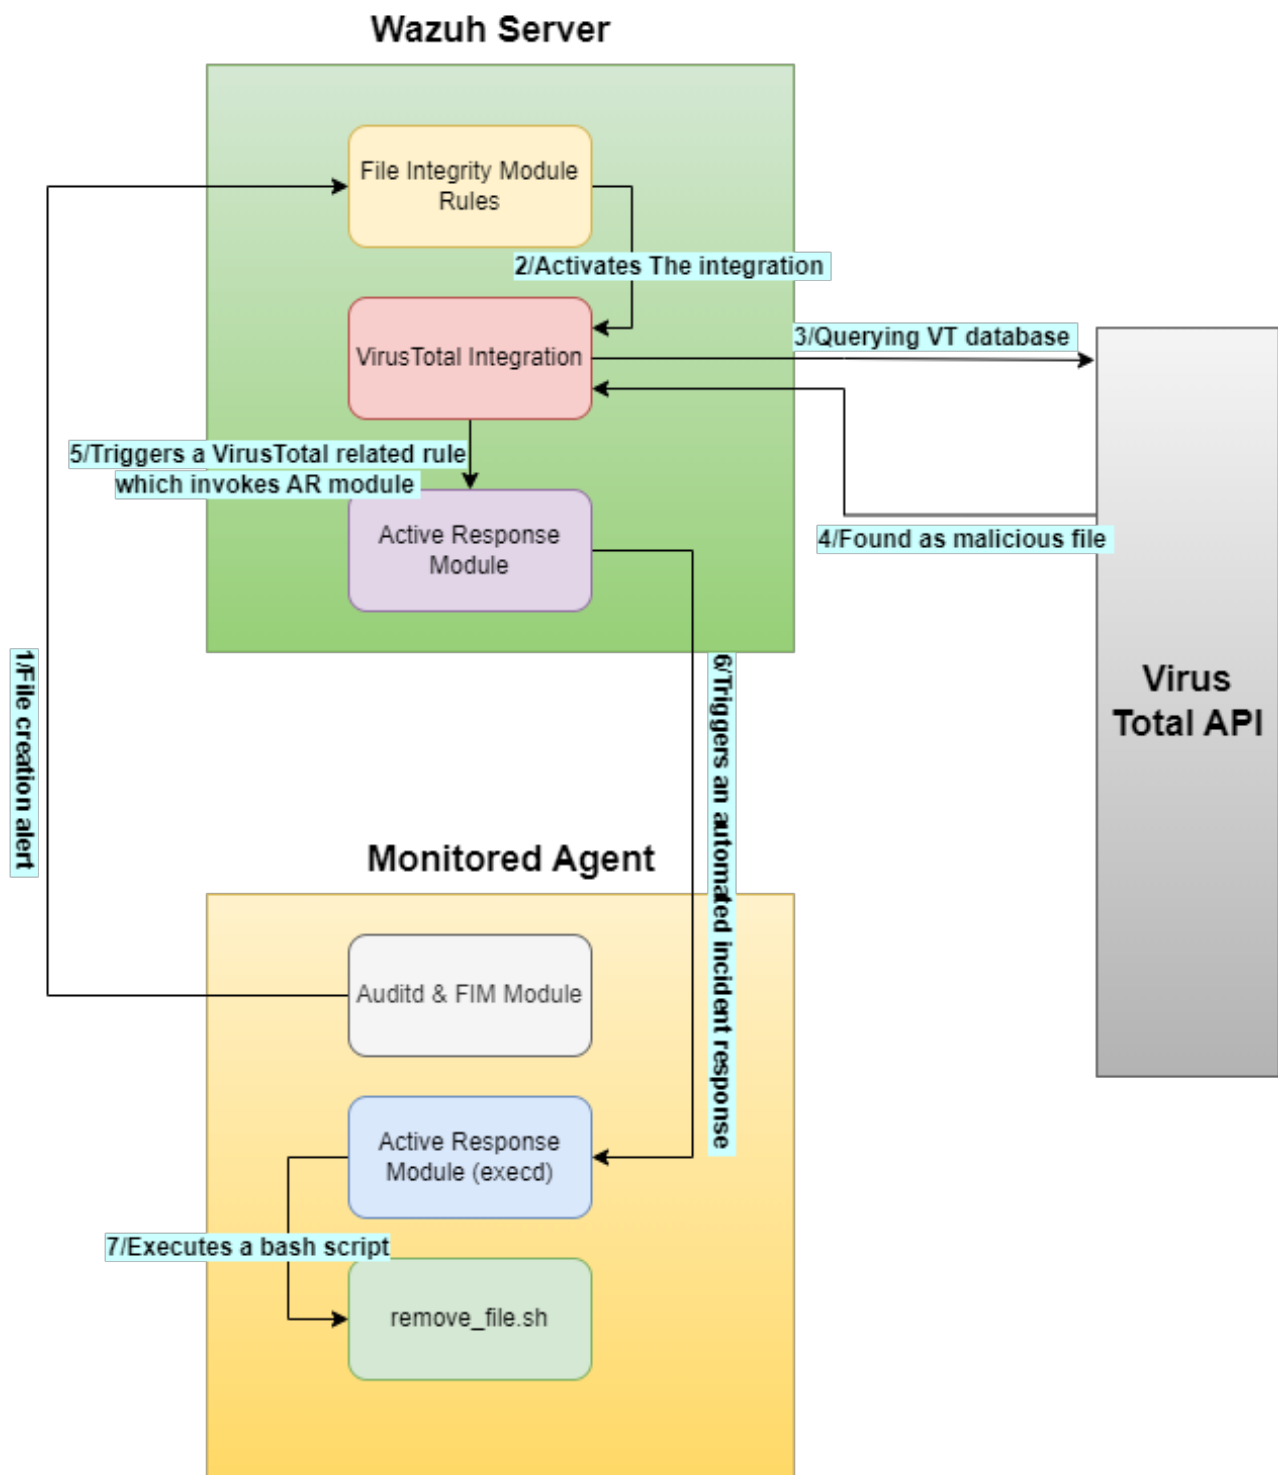 Wazuh Server
File Integrity Module
Rules
2/Activates The integration
VirusTotal Integration
3/Querying VT database
5/Triggers a VirusTotal related rule
which invokes AR module
Active Response
Module
4/Found as malicious file
Virus
Total API
1/File creation alert
6/Triggers an automated incident response
Monitored Agent
Auditd & FIM Module
Active Response
Module (execd)
7/Executes a bash script
remove_file.sh